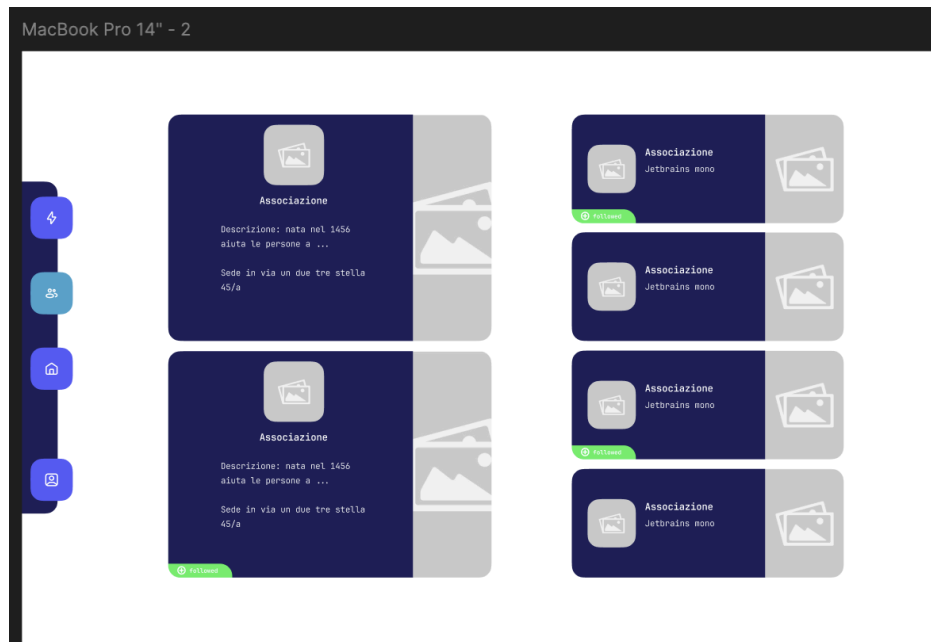 MacBook Pro 14" - 2
Associazione
Descrizione: nata nel 1456
aiuta le persone a ...
Sede in via un due tre stella
45/a
Associazione
Descrizione: nata nel 1456
aiuta le persone a ...
Sede in via un due tre stella
45/a
followed
Associazione
Jetbrains mono
followed
Associazione
Jetbrains mono
Associazione
Jetbrains mono
followed
Associazione
Jetbrains mono